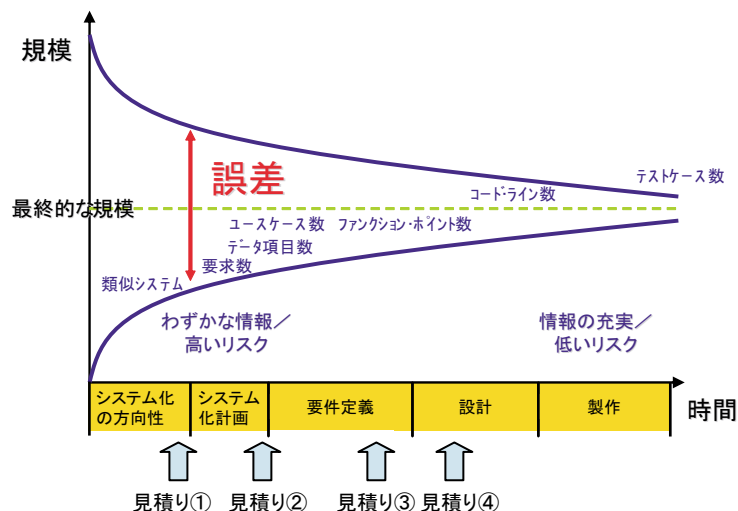 規模
誤差
最終的な規模
テストケース数
コード・ライン数
ユースケース数 ファンクション・ポイント数
データ項目数
要求数
類似システム
わずかな情報／
高いリスク
情報の充実／
低いリスク
システム化
の方向性
システム
化計画
要件定義
設計
製作
時間
見積り①
見積り②
見積り③
見積り④